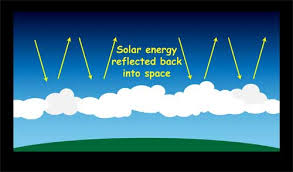 Solar energy
reflected back
into space